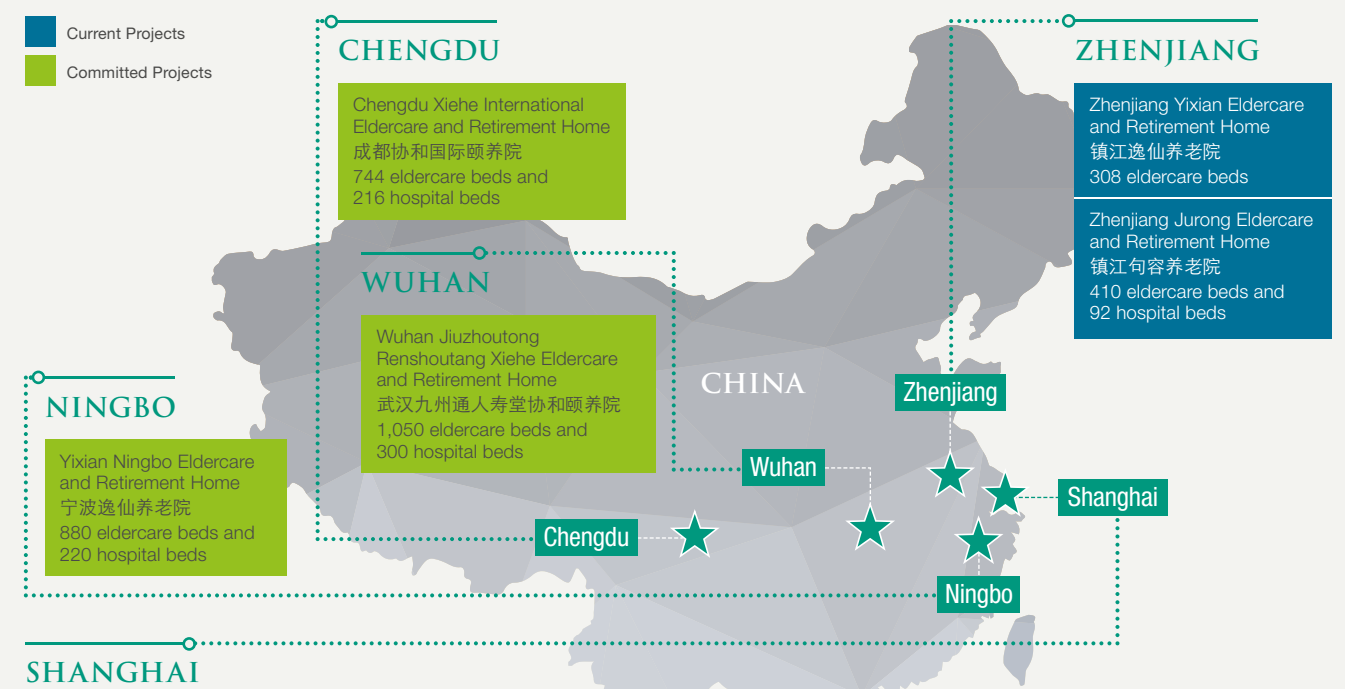 Current Projects
Committed Projects
CHENGDU
Chengdu Xiehe International
Eldercare and Retirement Home
成都协和国际颐养院
744 eldercare beds and
216 hospital beds
ZHENJIANG
Zhenjiang Yixian Eldercare
and Retirement Home
镇江逸仙养老院
308 eldercare beds
Zhenjiang Jurong Eldercare
and Retirement Home
镇江句容养老院
410 eldercare beds and
92 hospital beds
WUHAN
Wuhan Jiuzhoutong
Renshoutang Xiehe Eldercare
and Retirement Home
武汉九州通人寿堂协和颐养院
1,050 eldercare beds and
300 hospital beds
NINGBO
Yixian Ningbo Eldercare
and Retirement Home
宁波逸仙养老院
880 eldercare beds and
220 hospital beds
CHINA
Zhenjiang
Wuhan
Shanghai
Chengdu
Ningbo
SHANGHAI